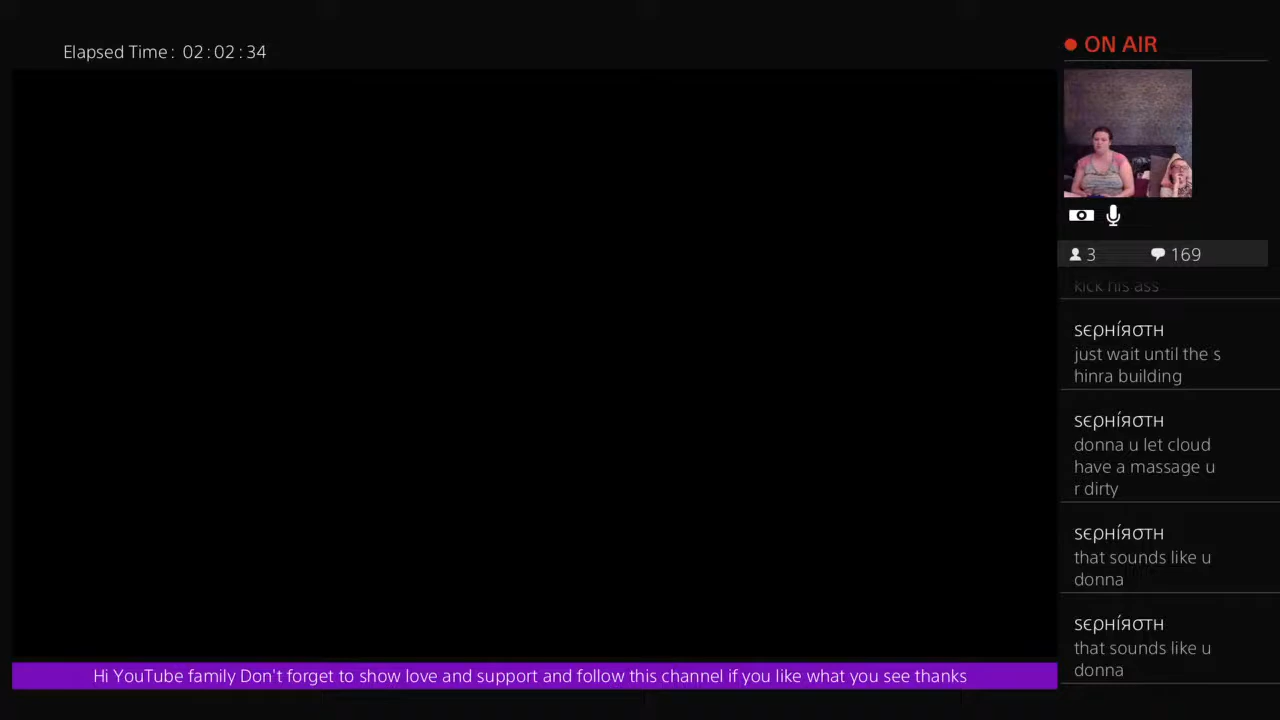 Elapsed Time: 02:02:34
ON AIR
3 169
kick his ass
sєρнíяσтн
just wait until the s
hinra building
sєρнíяσтн
donna u let cloud
have a massage u
r dirty
sєρнíяσтн
that sounds like u
donna
sєρнíяσтн
that sounds like u
donna
Hi YouTube family Don't forget to show love and support and follow this channel if you like what you see thanks